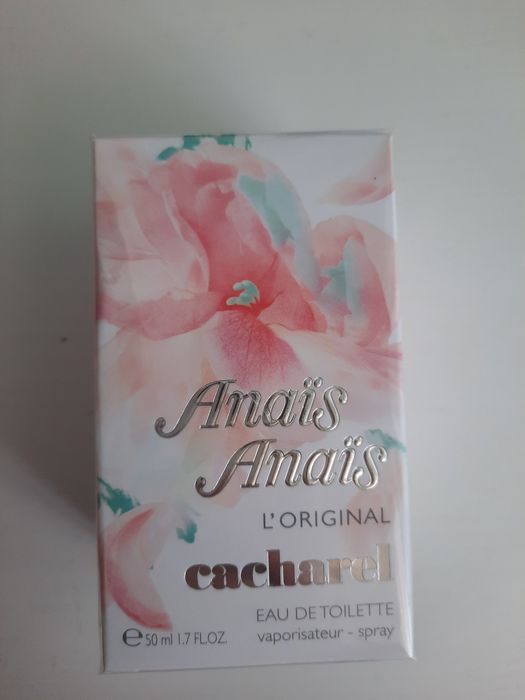 Anaïs
Anaïs
L'ORIGINAL
cacharel
EAU DE TOILETTE
℮ 50 ml 1.7 FL.OZ. vaporisateur - spray